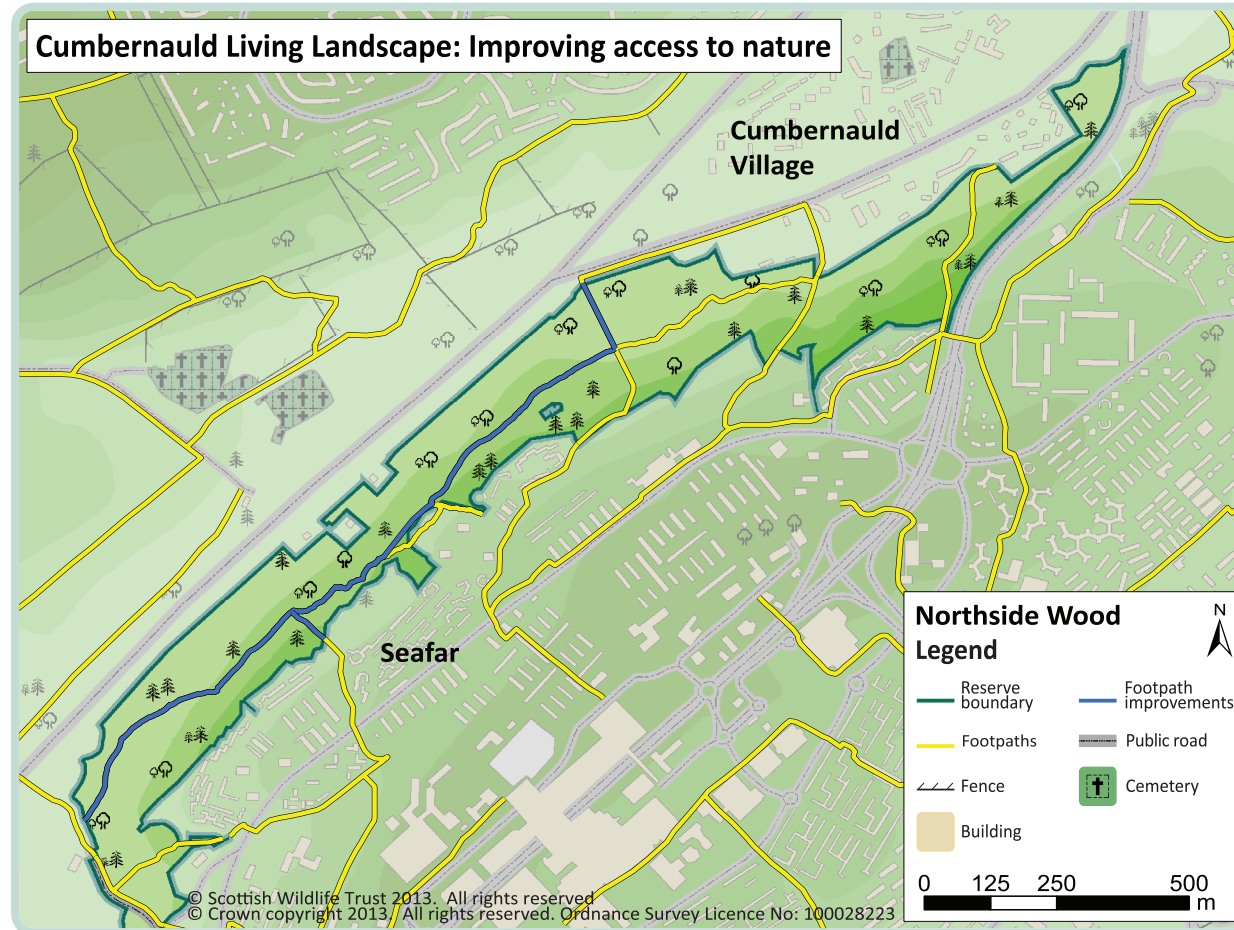 Cumbernauld Living Landscape: Improving access to nature
Cumbernauld
Village
Seafar
Northside Wood
Legend
N
Reserve
boundary
Footpath
improvements
Footpaths
Public road
Fence
Cemetery
Building
0 125 250 500
m
© Scottish Wildlife Trust 2013. All rights reserved
© Crown copyright 2013. All rights reserved. Ordnance Survey Licence No: 100028223